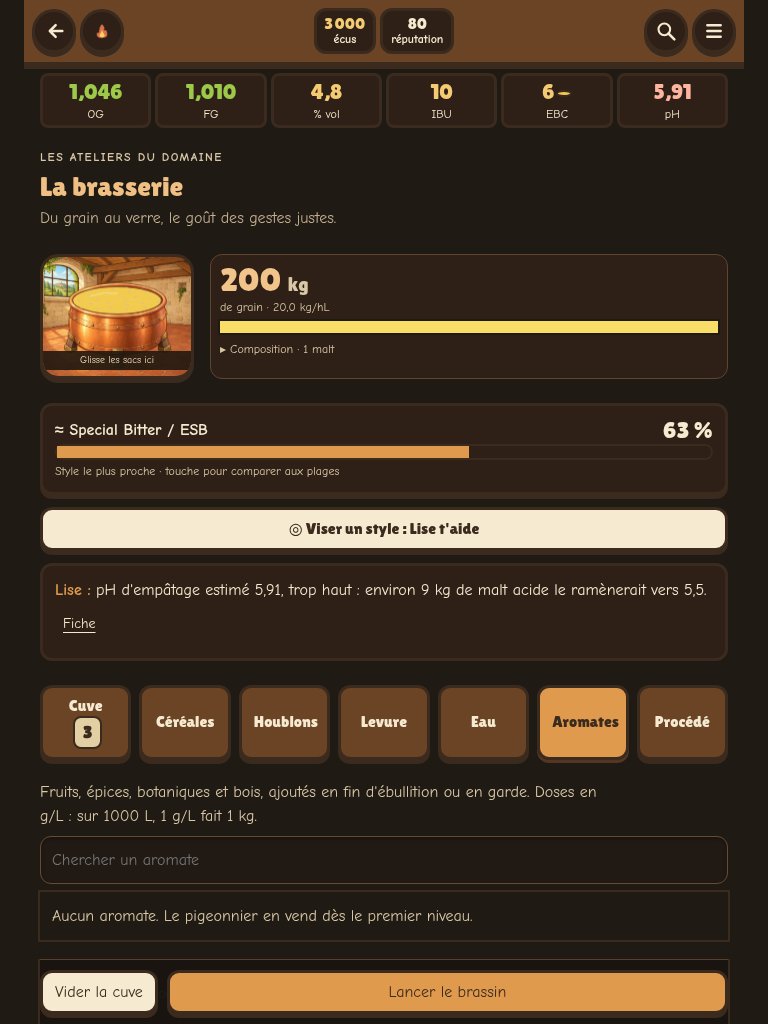 3 000
écus
80
réputation
1,046
OG
1,010
FG
4,8
% vol
10
IBU
6
EBC
5,91
pH
LES ATELIERS DU DOMAINE
La brasserie
Du grain au verre, le goût des gestes justes.
Glisse les sacs ici
200 kg
de grain · 20,0 kg/hL
▸ Composition · 1 malt
≈ Special Bitter / ESB
63 %
Style le plus proche · touche pour comparer aux plages
◎ Viser un style : Lise t'aide
Lise : pH d'empâtage estimé 5,91, trop haut : environ 9 kg de malt acide le ramènerait vers 5,5.
Fiche
Cuve
3
Céréales
Houblons
Levure
Eau
Aromates
Procédé
Fruits, épices, botaniques et bois, ajoutés en fin d'ébullition ou en garde. Doses en
g/L : sur 1000 L, 1 g/L fait 1 kg.
Chercher un aromate
Aucun aromate. Le pigeonnier en vend dès le premier niveau.
Vider la cuve
Lancer le brassin